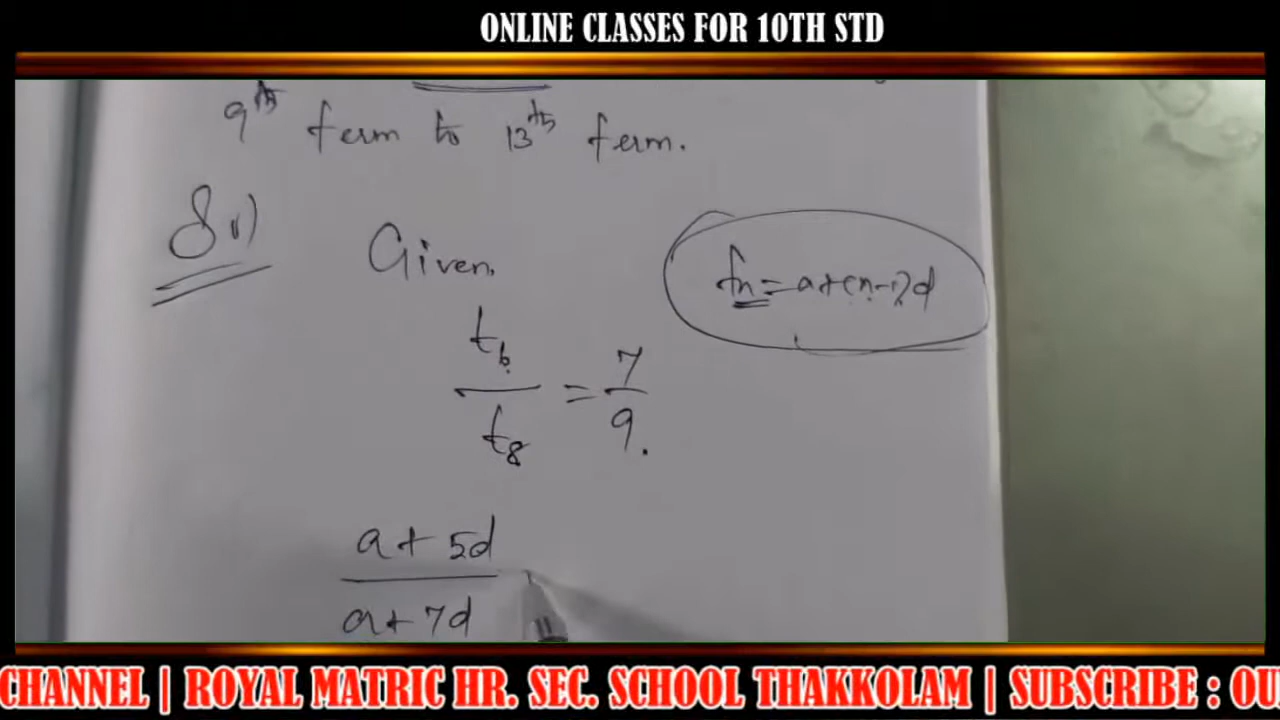 ONLINE CLASSES FOR 10TH STD
9th term to 13th term.
Given,
tn = a+(n-1)d
t6
= 7
t8 9.
a + 5d
a + 7d
CHANNEL | ROYAL MATRIC HR. SEC. SCHOOL THAKKOLAM | SUBSCRIBE : OU